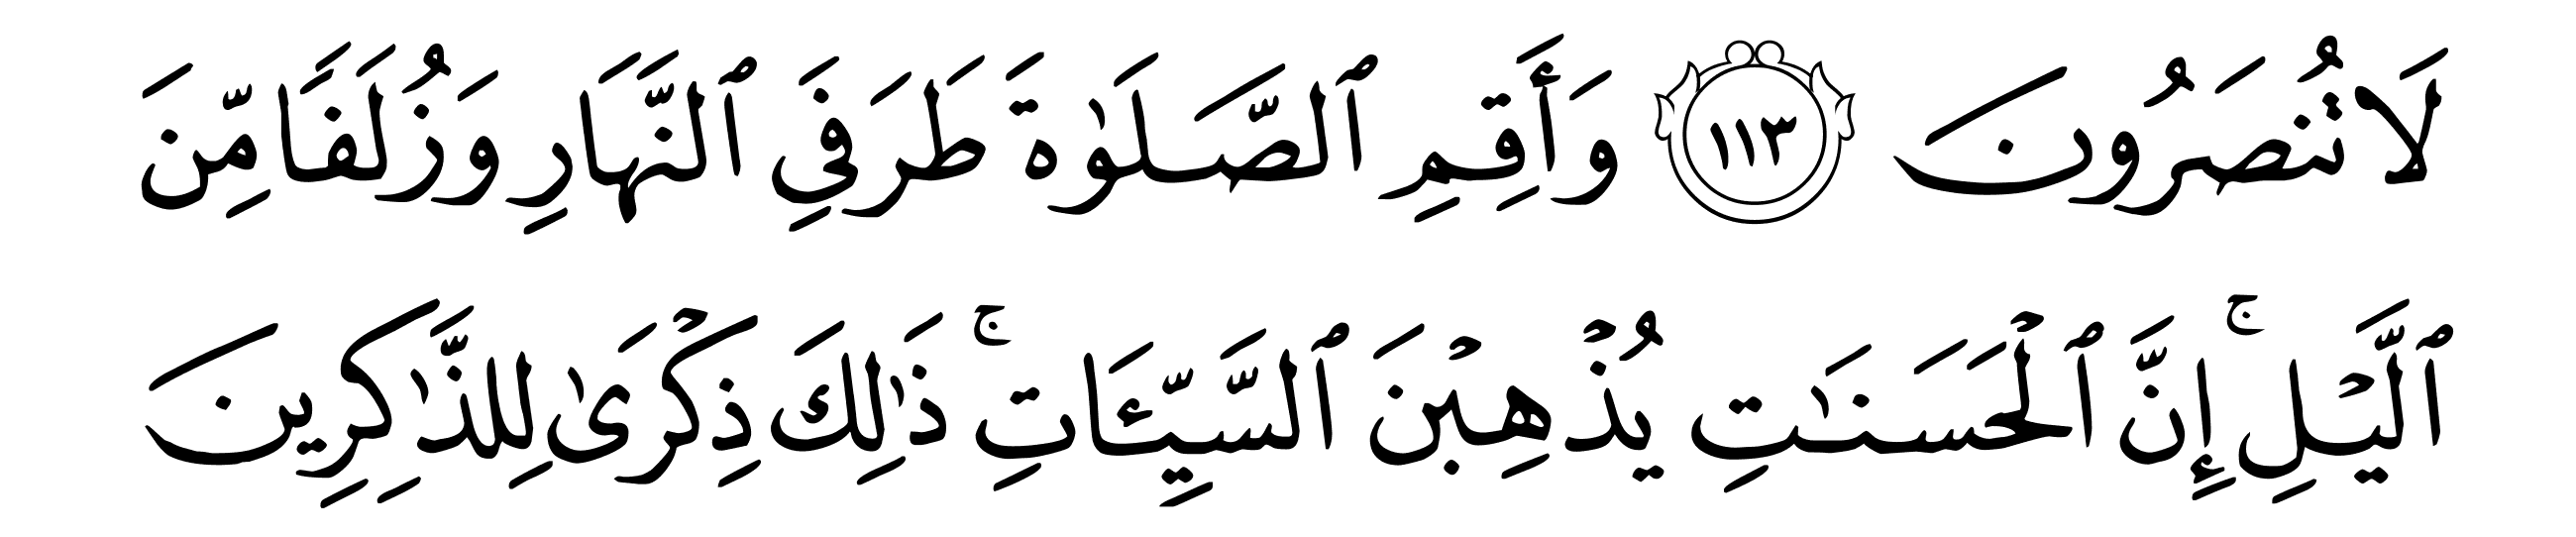 لَا تُنصَرُونَ ١١٣ وَأَقِمِ ٱلصَّلَوٰةَ طَرَفَيِ ٱلنَّهَارِ وَزُلَفًا مِّنَ
ٱلَّيۡلِۚ إِنَّ ٱلۡحَسَنَٰتِ يُذۡهِبۡنَ ٱلسَّيِّـَٔاتِۚ ذَٰلِكَ ذِكۡرَىٰ لِلذَّٰكِرِينَ